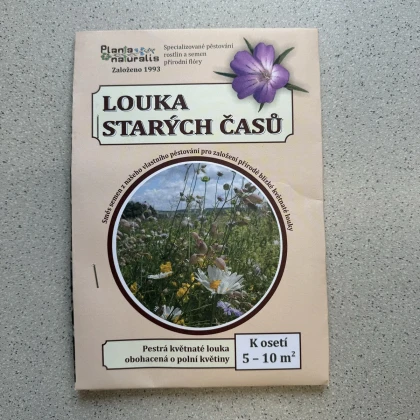 Planta
naturalis
Založeno 1993
Specializované pěstování
rostlin a semen
přírodní flóry
LOUKA
STARÝCH ČASŮ
Směs semen z našeho vlastního pěstování pro založení přírodě blízké květnaté louky
Pestrá květnatá louka
obohacená o polní květiny
K osetí
5 – 10 m²